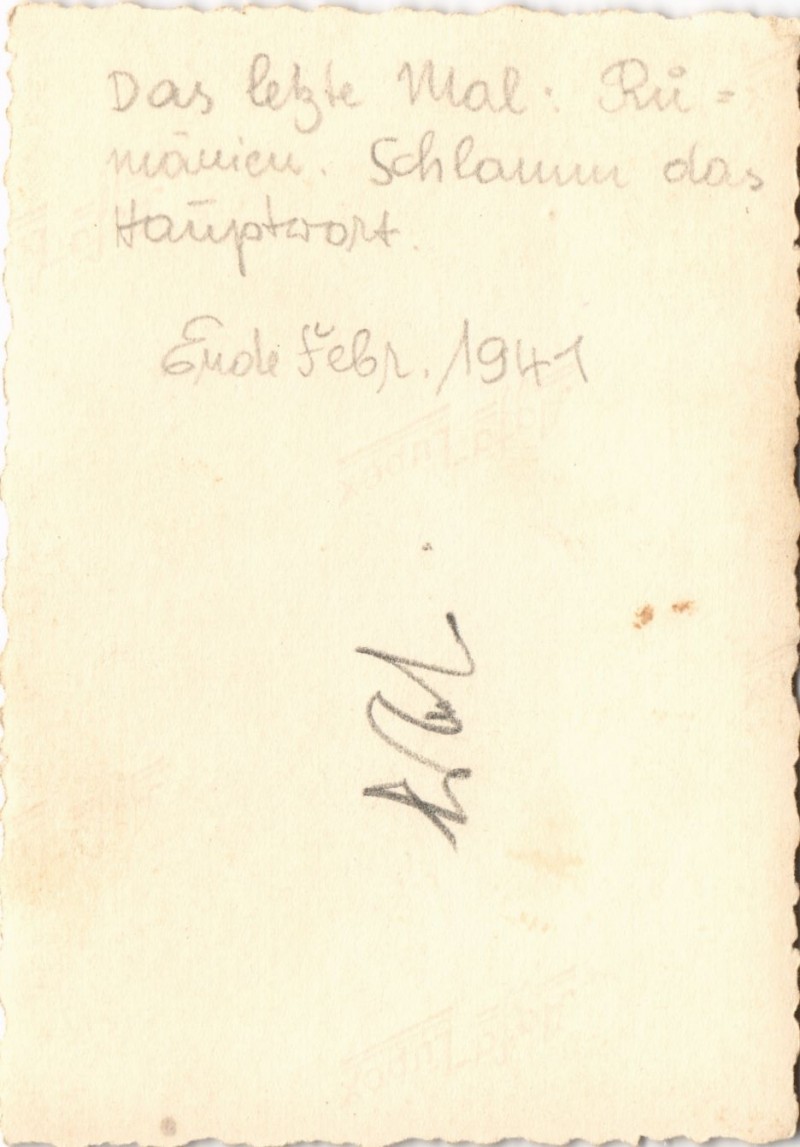 Das letzte Mal: Ru=
mänien. Schlamm das
Hauptwort.
Ende Febr. 1941